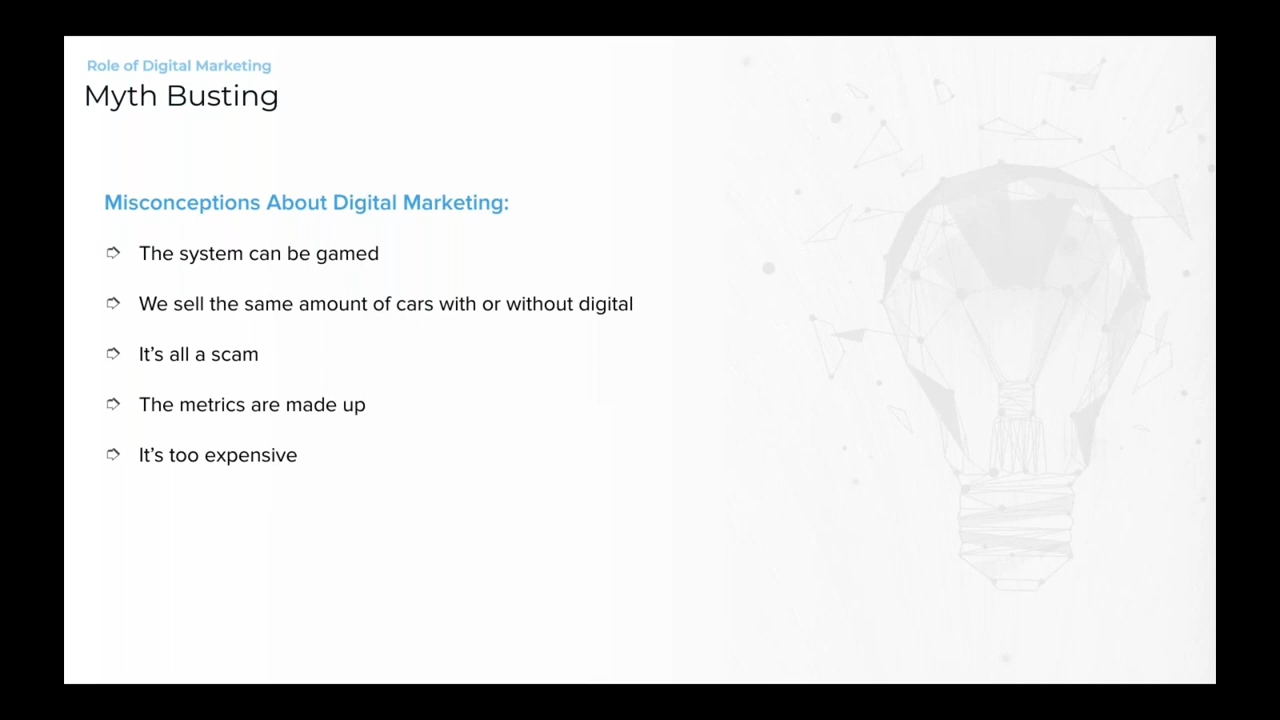 Role of Digital Marketing
Myth Busting
Misconceptions About Digital Marketing:
➩ The system can be gamed
➩ We sell the same amount of cars with or without digital
➩ It’s all a scam
➩ The metrics are made up
➩ It’s too expensive